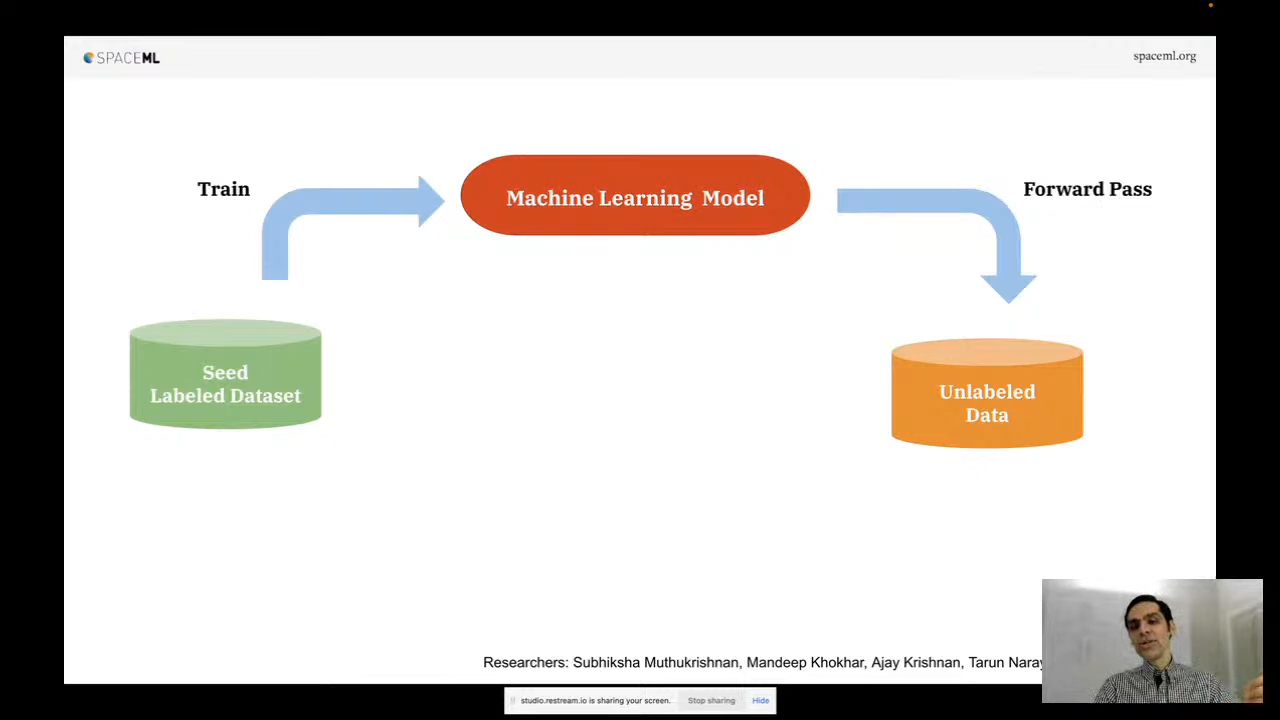 SPACEML
spaceml.org
Train
Machine Learning Model
Forward Pass
Seed
Labeled Dataset
Unlabeled
Data
Researchers: Subhiksha Muthukrishnan, Mandeep Khokhar, Ajay Krishnan, Tarun
studio.restream.io is sharing your screen.
Stop sharing
Hide